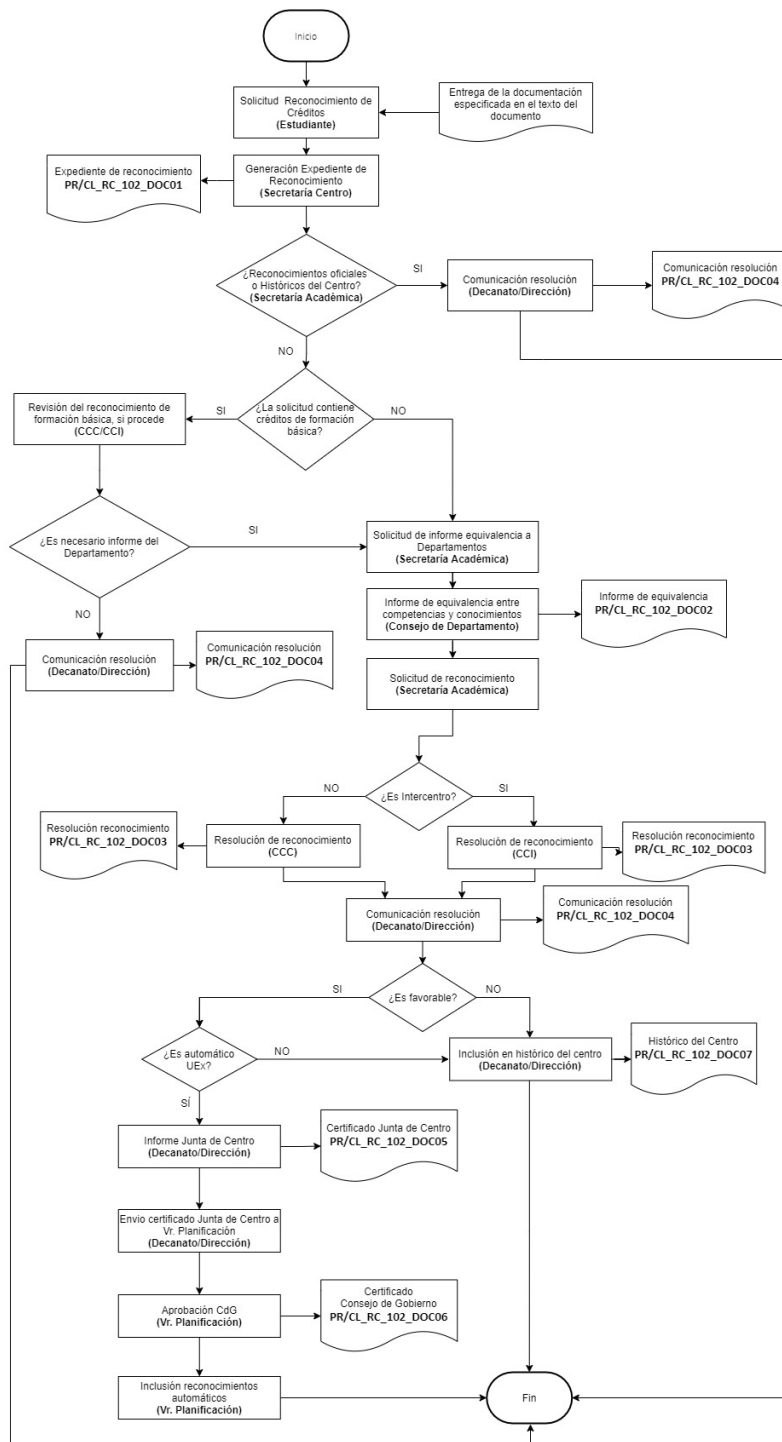 Inicio
Solicitud Reconocimiento de
Créditos
(Estudiante)
Entrega de la documentación
especificada en el texto del
documento
Expediente de reconocimiento
PR/CL_RC_102_DOC01
Generación Expediente de
Reconocimiento
(Secretaría Centro)
¿Reconocimientos oficiales
o Históricos del Centro?
(Secretaría Académica)
SI
Comunicación resolución
(Decanato/Dirección)
Comunicación resolución
PR/CL_RC_102_DOC04
NO
Revisión del reconocimiento de
formación básica, si procede
(CCC/CCI)
SI
¿La solicitud contiene
créditos de formación
básica?
NO
¿Es necesario informe del
Departamento?
SI
Solicitud de informe equivalencia a
Departamentos
(Secretaría Académica)
Informe de equivalencia entre
competencias y conocimientos
(Consejo de Departamento)
Informe de equivalencia
PR/CL_RC_102_DOC02
NO
Comunicación resolución
(Decanato/Dirección)
Comunicación resolución
PR/CL_RC_102_DOC04
Solicitud de reconocimiento
(Secretaría Académica)
NO
¿Es Intercentro?
SI
Resolución reconocimiento
PR/CL_RC_102_DOC03
Resolución de reconocimiento
(CCC)
Resolución de reconocimiento
(CCI)
Resolución reconocimiento
PR/CL_RC_102_DOC03
Comunicación resolución
(Decanato/Dirección)
Comunicación resolución
PR/CL_RC_102_DOC04
SI
¿Es favorable?
NO
¿Es automático
UEx?
NO
Inclusión en histórico del centro
(Decanato/Dirección)
Histórico del Centro
PR/CL_RC_102_DOC07
SÍ
Informe Junta de Centro
(Decanato/Dirección)
Certificado Junta de Centro
PR/CL_RC_102_DOC05
Envio certificado Junta de Centro a
Vr. Planificación
(Decanato/Dirección)
Aprobación CdG
(Vr. Planificación)
Certificado
Consejo de Gobierno
PR/CL_RC_102_DOC06
Inclusión reconocimientos
automáticos
(Vr. Planificación)
Fin